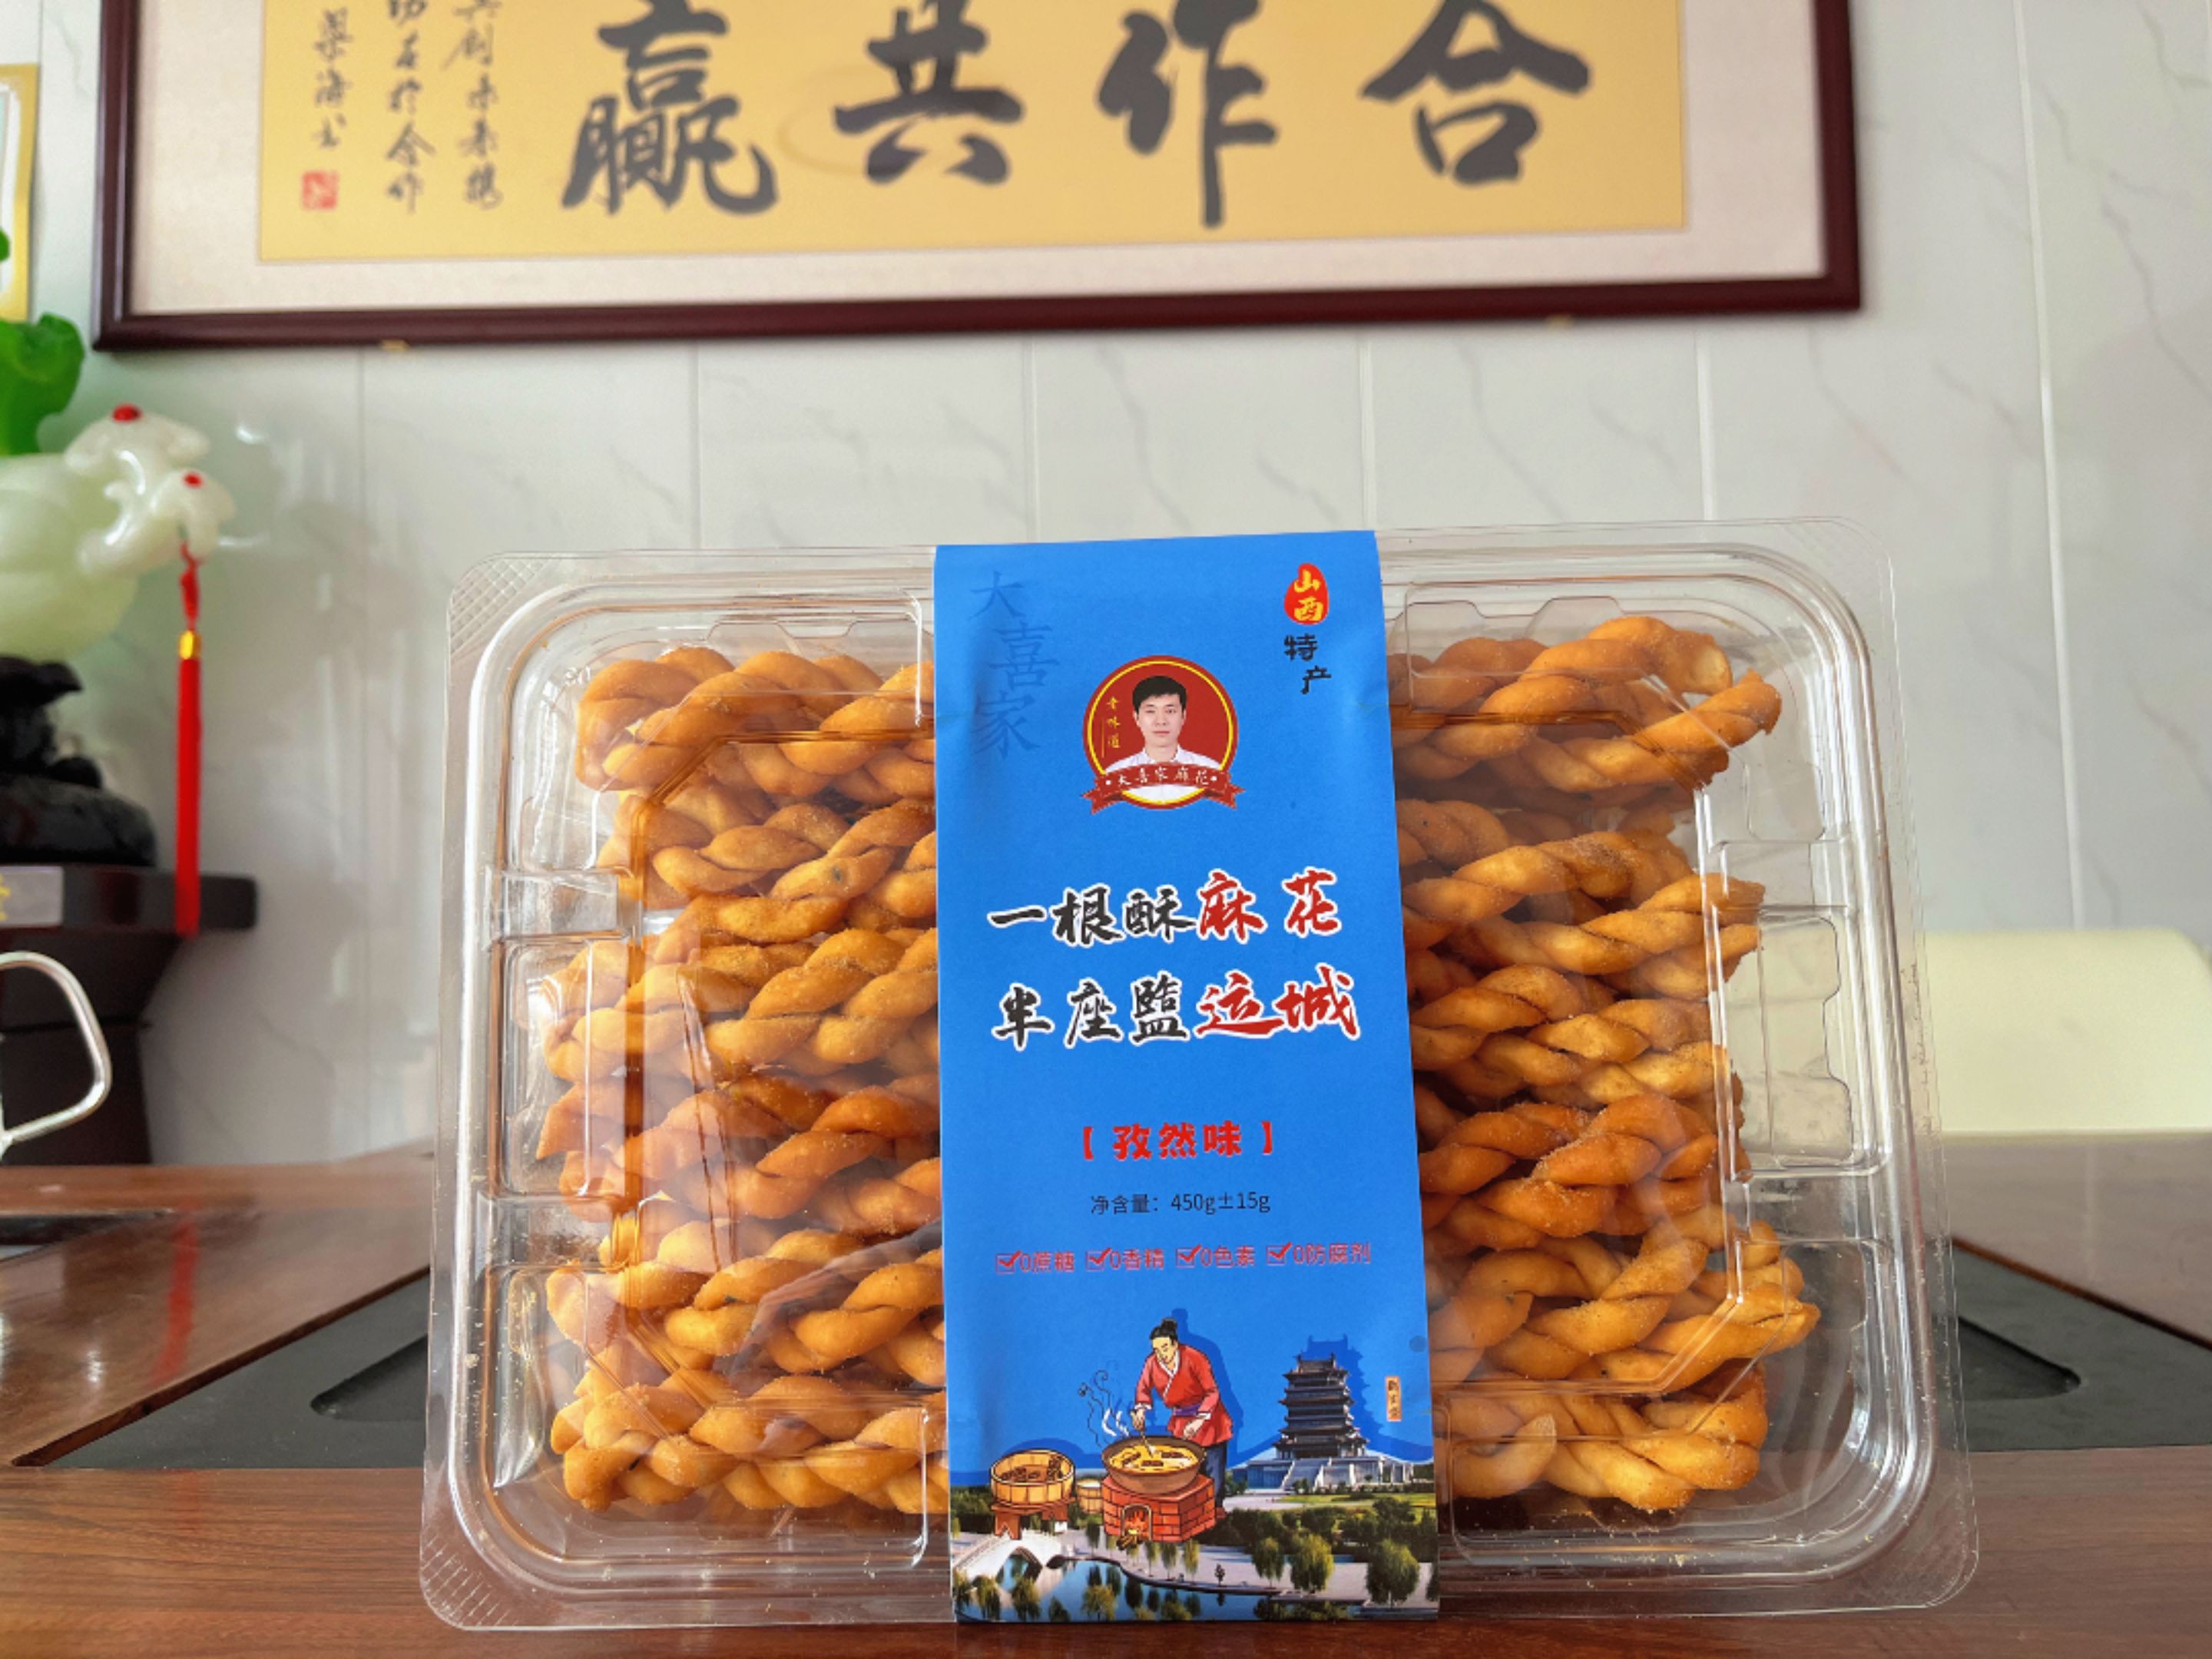 合作共赢
大喜家
山西
特产
大喜家麻花
一根酥麻花
半座盬运城
【孜然味】
净含量：450g±15g
☑0蔗糖 ☑0香精 ☑0色素 ☑0防腐剂